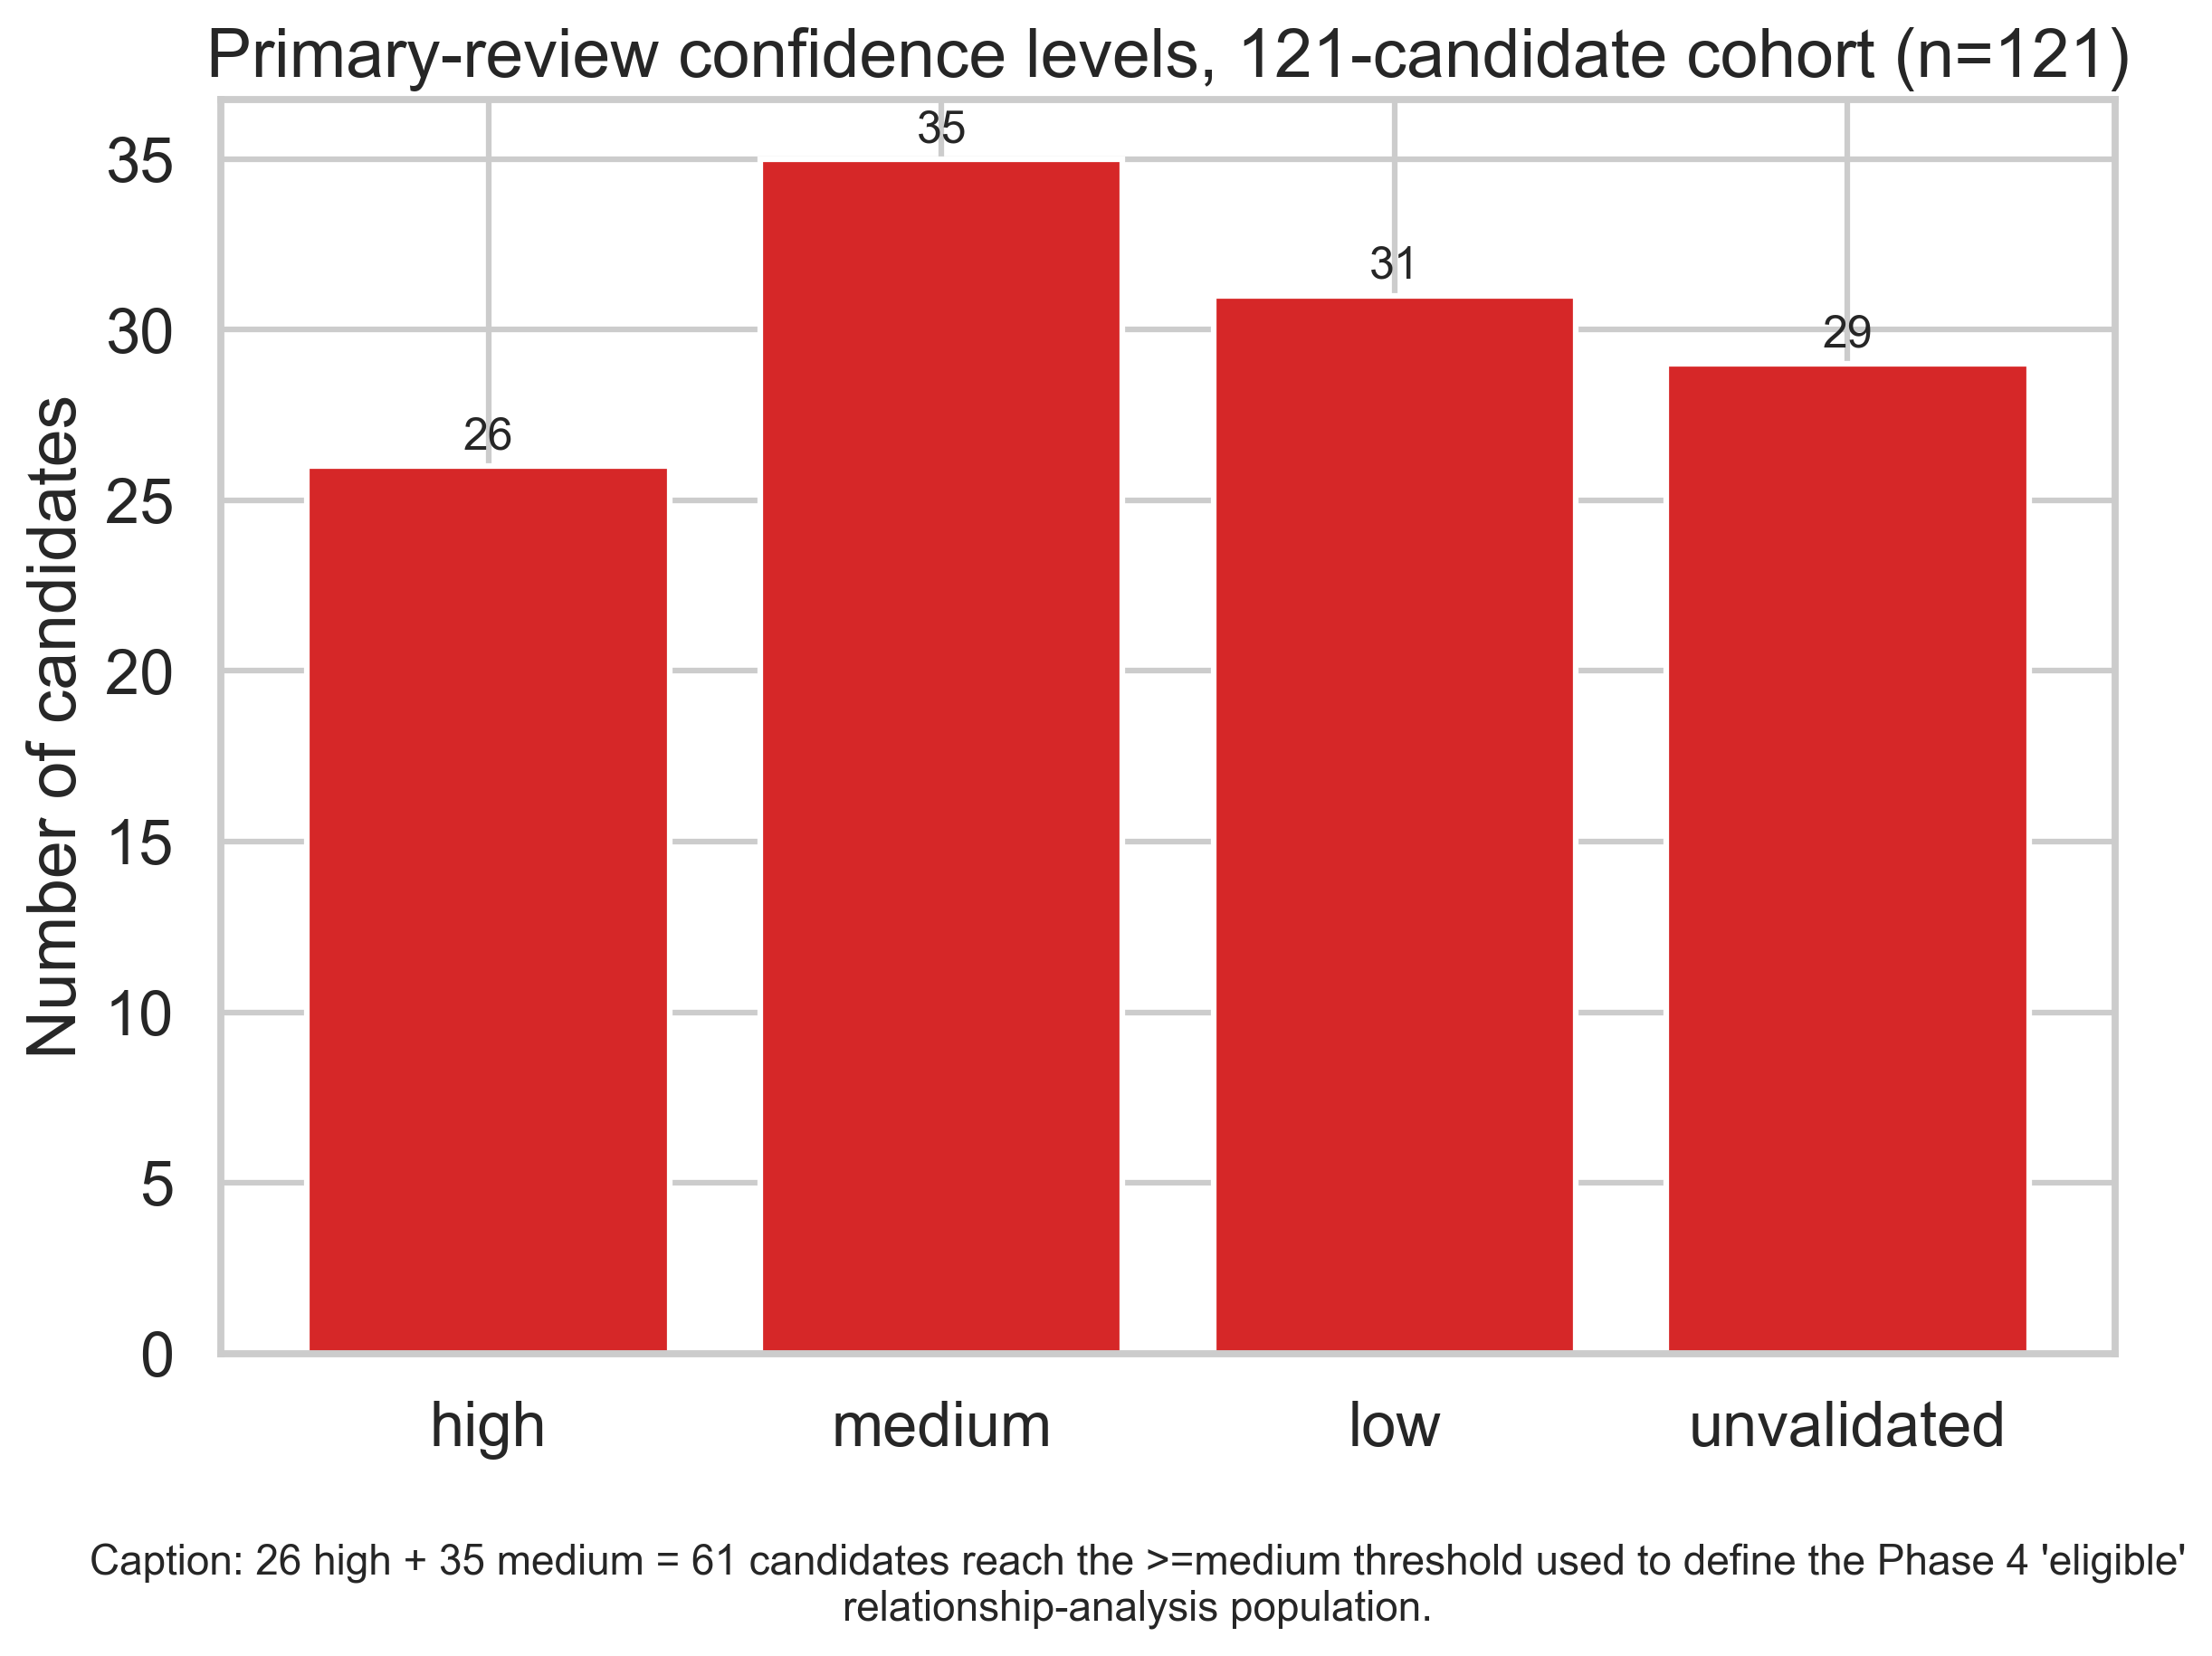 Primary-review confidence levels, 121-candidate cohort (n=121)
Number of candidates
35
30
25
20
15
10
5
0
26
35
31
29
high
medium
low
unvalidated
Caption: 26 high + 35 medium = 61 candidates reach the >=medium threshold used to define the Phase 4 'eligible'
relationship-analysis population.